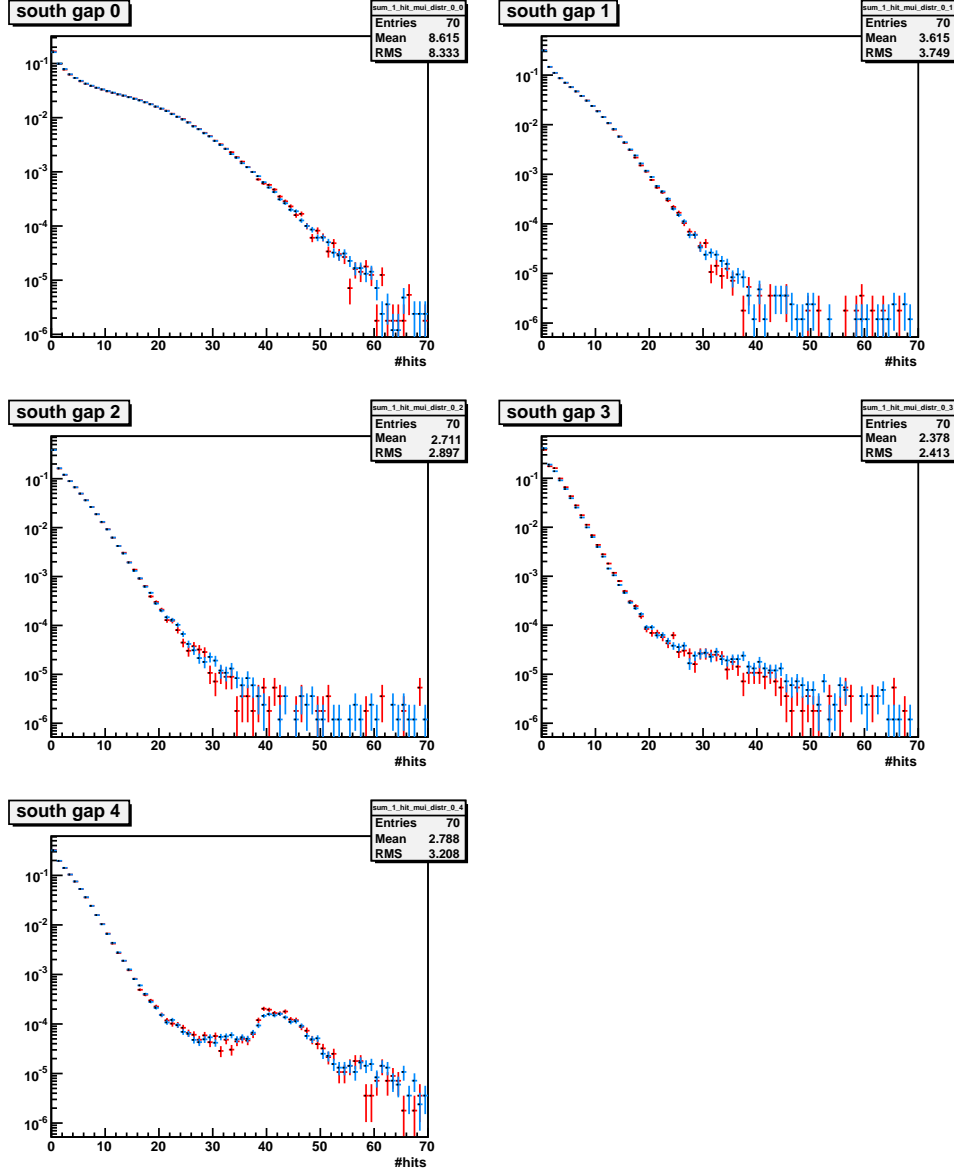 south gap 0
sum_1_hit_mui_distr_0_0
Entries 70
Mean 8.615
RMS 8.333
10^-1
10^-2
10^-3
10^-4
10^-5
10^-6
0 10 20 30 40 50 60 70
#hits
south gap 1
sum_1_hit_mui_distr_0_1
Entries 70
Mean 3.615
RMS 3.749
10^-1
10^-2
10^-3
10^-4
10^-5
10^-6
0 10 20 30 40 50 60 70
#hits
south gap 2
sum_1_hit_mui_distr_0_2
Entries 70
Mean 2.711
RMS 2.897
10^-1
10^-2
10^-3
10^-4
10^-5
10^-6
0 10 20 30 40 50 60 70
#hits
south gap 3
sum_1_hit_mui_distr_0_3
Entries 70
Mean 2.378
RMS 2.413
10^-1
10^-2
10^-3
10^-4
10^-5
10^-6
0 10 20 30 40 50 60 70
#hits
south gap 4
sum_1_hit_mui_distr_0_4
Entries 70
Mean 2.788
RMS 3.208
10^-1
10^-2
10^-3
10^-4
10^-5
10^-6
0 10 20 30 40 50 60 70
#hits